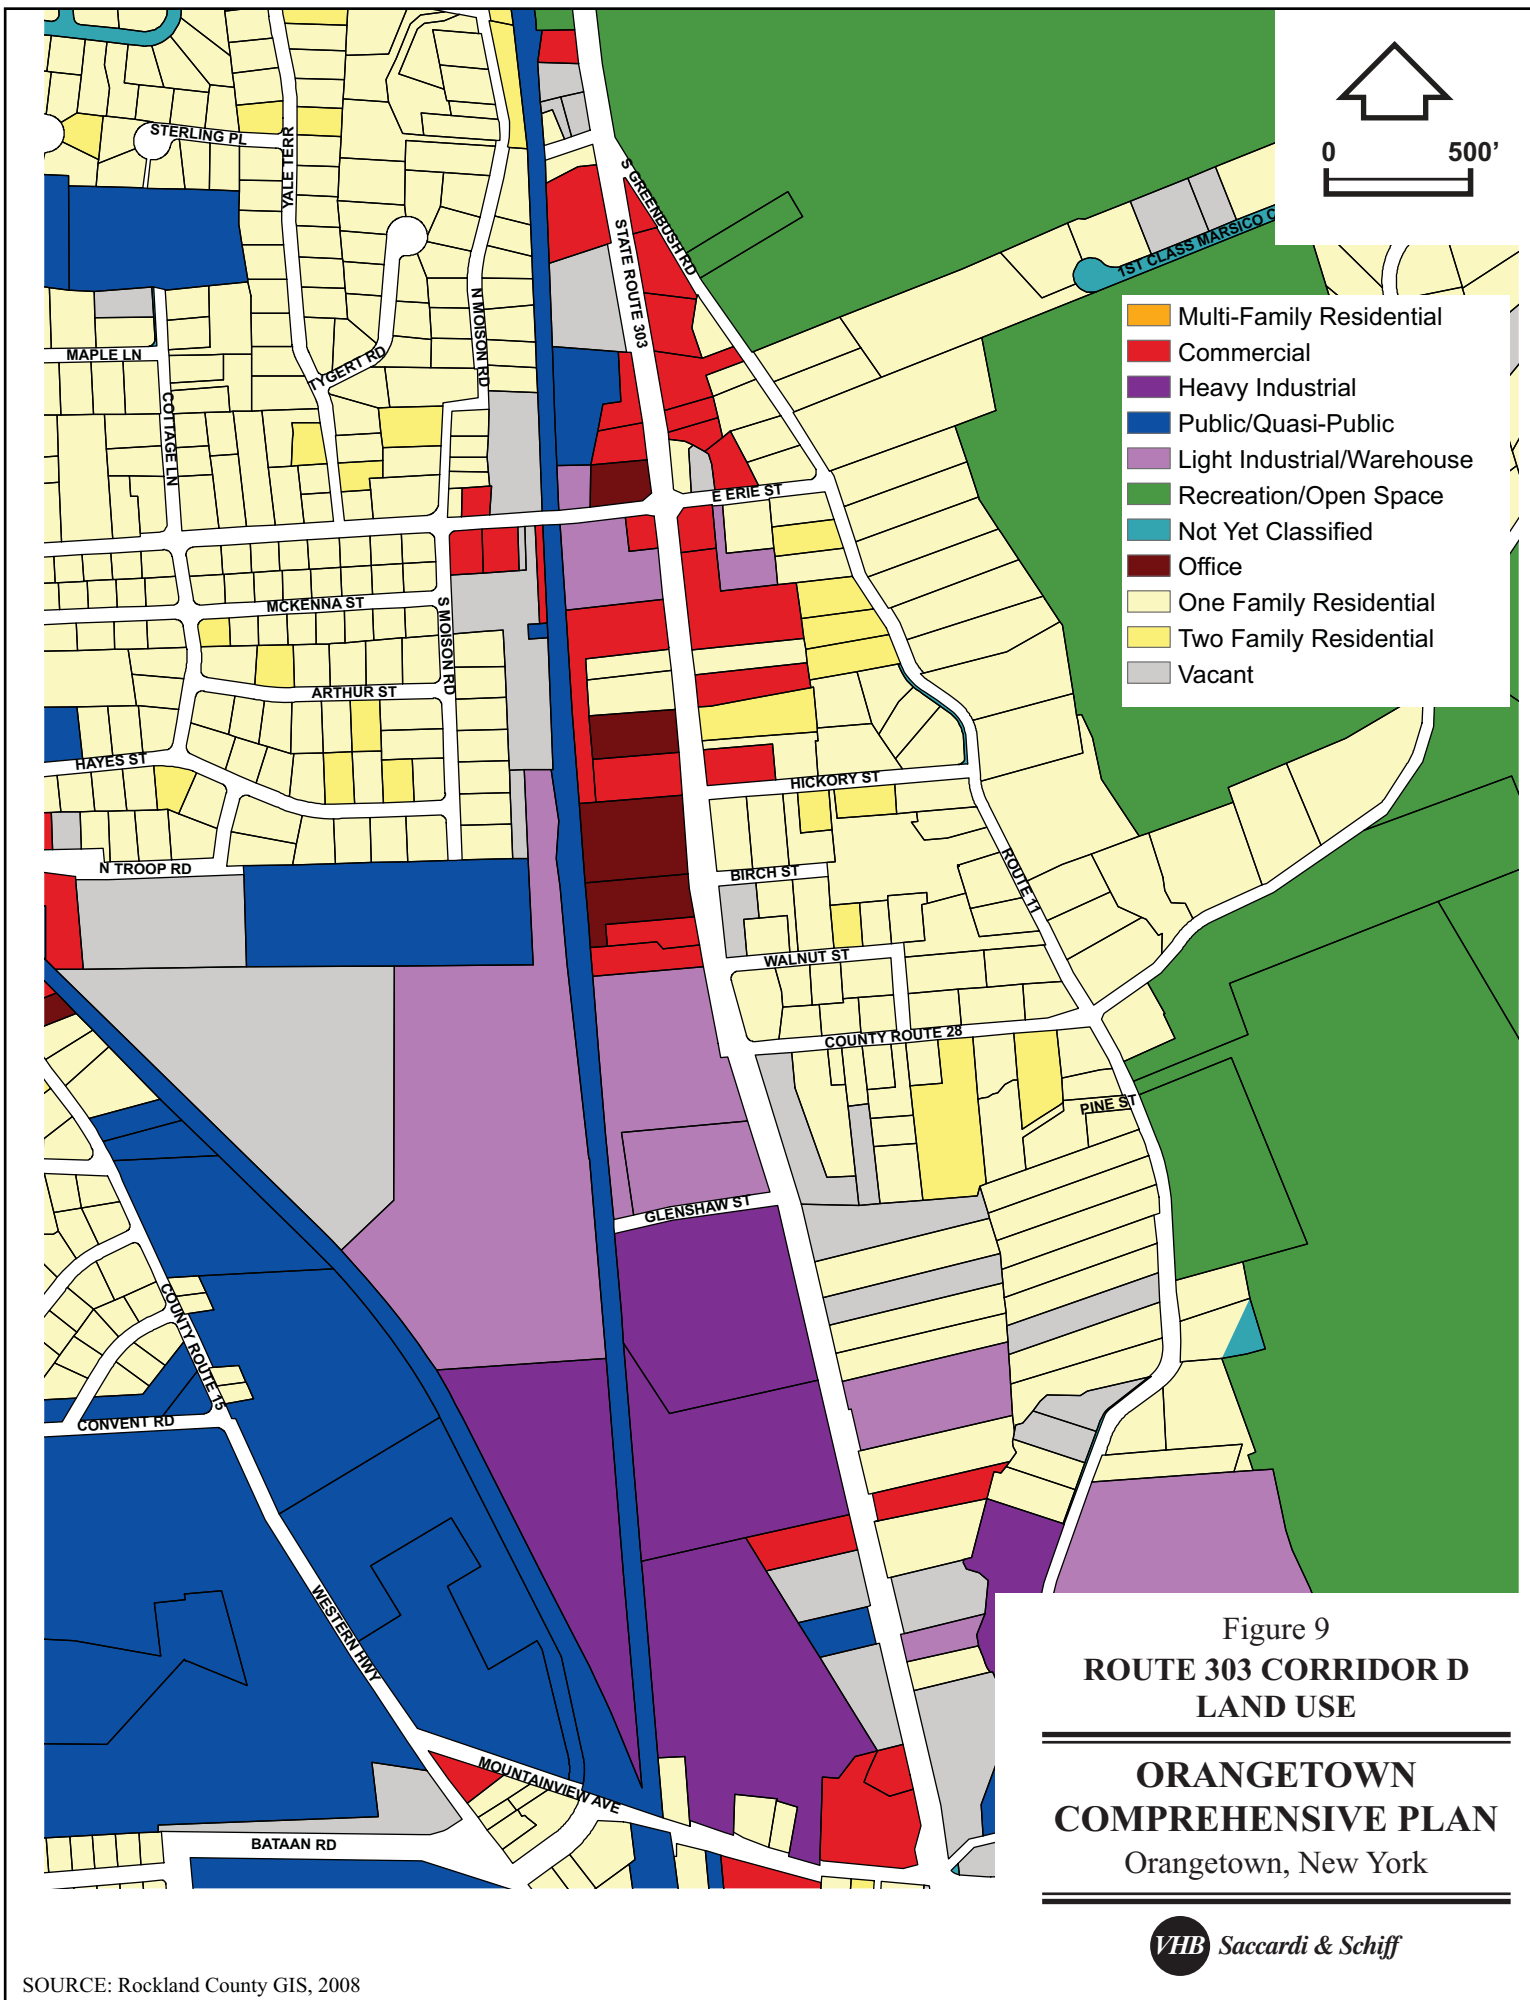 0 500'
STERLING PL
YALE TERR
S GREENBUSH RD
STATE ROUTE 303
1ST CLASS MARSICO C
N MOISON RD
MAPLE LN
TYGERT RD
COTTAGE LN
E ERIE ST
Multi-Family Residential
Commercial
Heavy Industrial
Public/Quasi-Public
Light Industrial/Warehouse
Recreation/Open Space
Not Yet Classified
Office
One Family Residential
Two Family Residential
Vacant
MCKENNA ST
S MOISON RD
ARTHUR ST
HAYES ST
HICKORY ST
N TROOP RD
BIRCH ST
ROUTE 11
WALNUT ST
COUNTY ROUTE 28
PINE ST
GLENSHAW ST
COUNTY ROUTE 15
CONVENT RD
WESTERN HWY
MOUNTAINVIEW AVE
BATAAN RD
Figure 9
ROUTE 303 CORRIDOR D
LAND USE
ORANGETOWN
COMPREHENSIVE PLAN
Orangetown, New York
VHB Saccardi & Schiff
SOURCE: Rockland County GIS, 2008